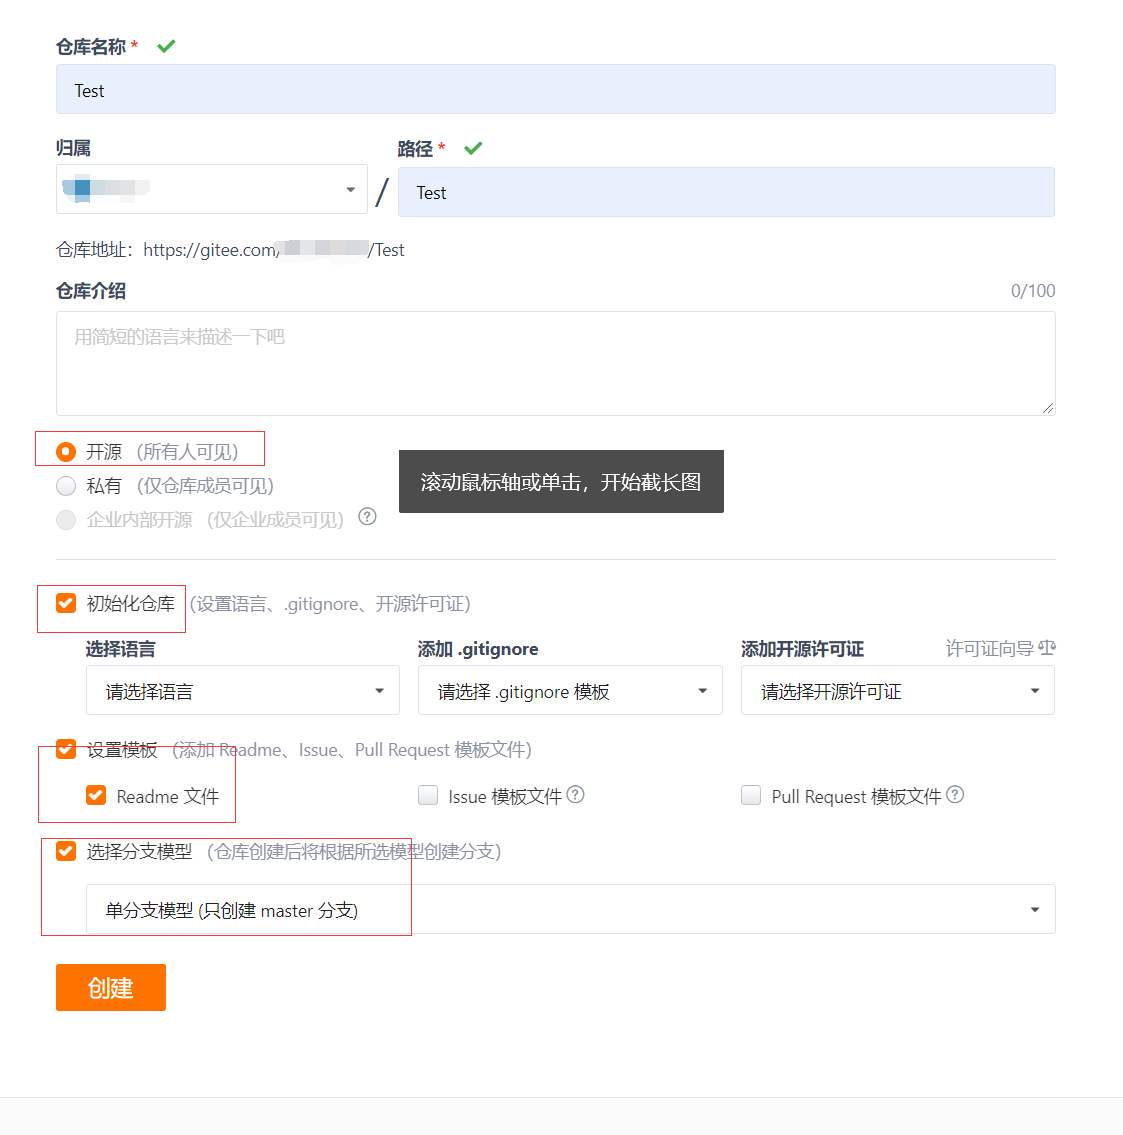 仓库名称 *
Test
归属
路径 *
/
Test
仓库地址：https://gitee.com/ /Test
仓库介绍 0/100
用简短的语言来描述一下吧
开源 （所有人可见）
私有 （仅仓库成员可见）
企业内部开源 （仅企业成员可见） ?
滚动鼠标轴或单击，开始截长图
初始化仓库 （设置语言、.gitignore、开源许可证）
选择语言 添加 .gitignore 添加开源许可证 许可证向导
请选择语言 请选择 .gitignore 模板 请选择开源许可证
设置模板 （添加 Readme、Issue、Pull Request 模板文件）
Readme 文件 Issue 模板文件 ? Pull Request 模板文件 ?
选择分支模型 （仓库创建后将根据所选模型创建分支）
单分支模型 (只创建 master 分支)
创建